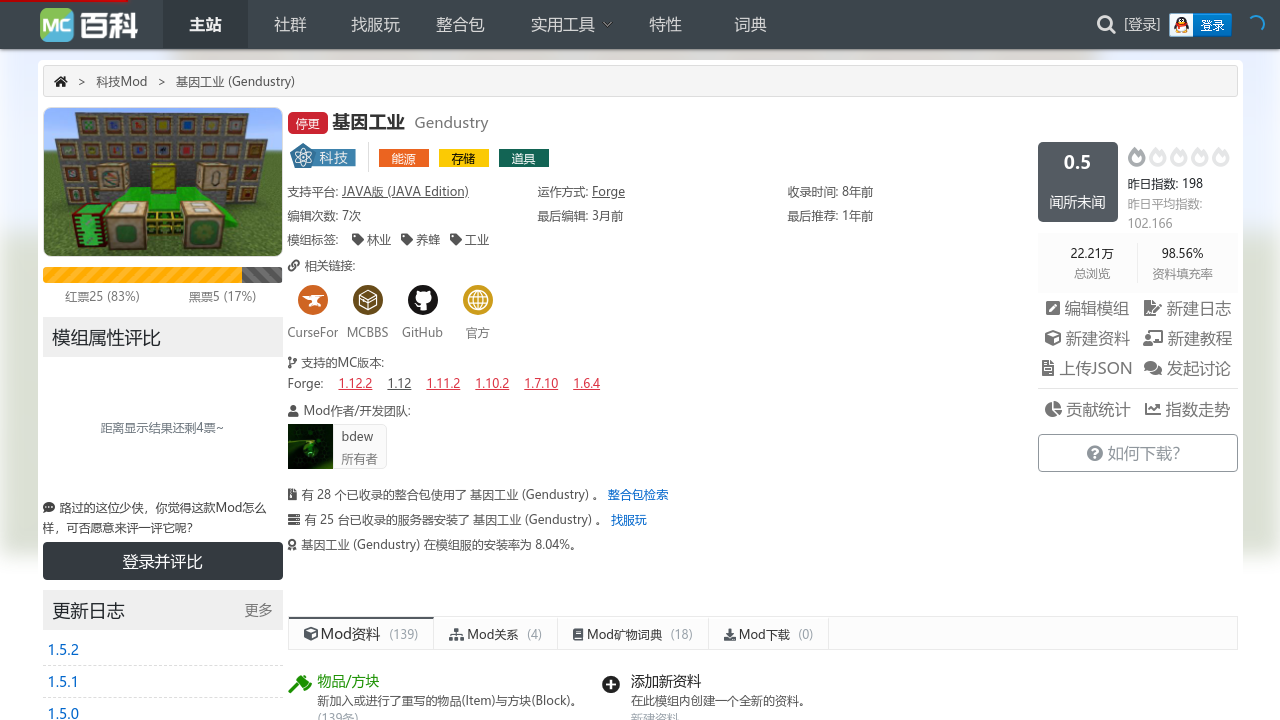 MC百科 主站 社群 找服玩 整合包 实用工具 特性 词典 [登录] 登录
> 科技Mod > 基因工业 (Gendustry)
停更 基因工业 Gendustry
科技 能源 存储 道具
支持平台: JAVA版 (JAVA Edition) 运作方式: Forge 收录时间: 8年前
编辑次数: 7次 最后编辑: 3月前 最后推荐: 1年前
模组标签: 林业 养蜂 工业
相关链接:
CurseFor MCBBS GitHub 官方
支持的MC版本:
Forge: 1.12.2 1.12 1.11.2 1.10.2 1.7.10 1.6.4
Mod作者/开发团队:
bdew
所有者
有 28 个已收录的整合包使用了 基因工业 (Gendustry) 。 整合包检索
有 25 台已收录的服务器安装了 基因工业 (Gendustry) 。 找服玩
基因工业 (Gendustry) 在模组服的安装率为 8.04%。
0.5
闻所未闻
昨日指数: 198
昨日平均指数:
102.166
22.21万 98.56%
总浏览 资料填充率
编辑模组 新建日志
新建资料 新建教程
上传JSON 发起讨论
贡献统计 指数走势
如何下载?
红票25 (83%) 黑票5 (17%)
模组属性评比
距离显示结果还剩4票~
路过的这位少侠，你觉得这款Mod怎么
样，可否愿意来评一评它呢?
登录并评比
更新日志 更多
1.5.2
1.5.1
1.5.0
Mod资料 (139) Mod关系 (4) Mod矿物词典 (18) Mod下载 (0)
物品/方块
新加入或进行了重写的物品(Item)与方块(Block)。
(139条)
添加新资料
在此模组内创建一个全新的资料。
新建资料